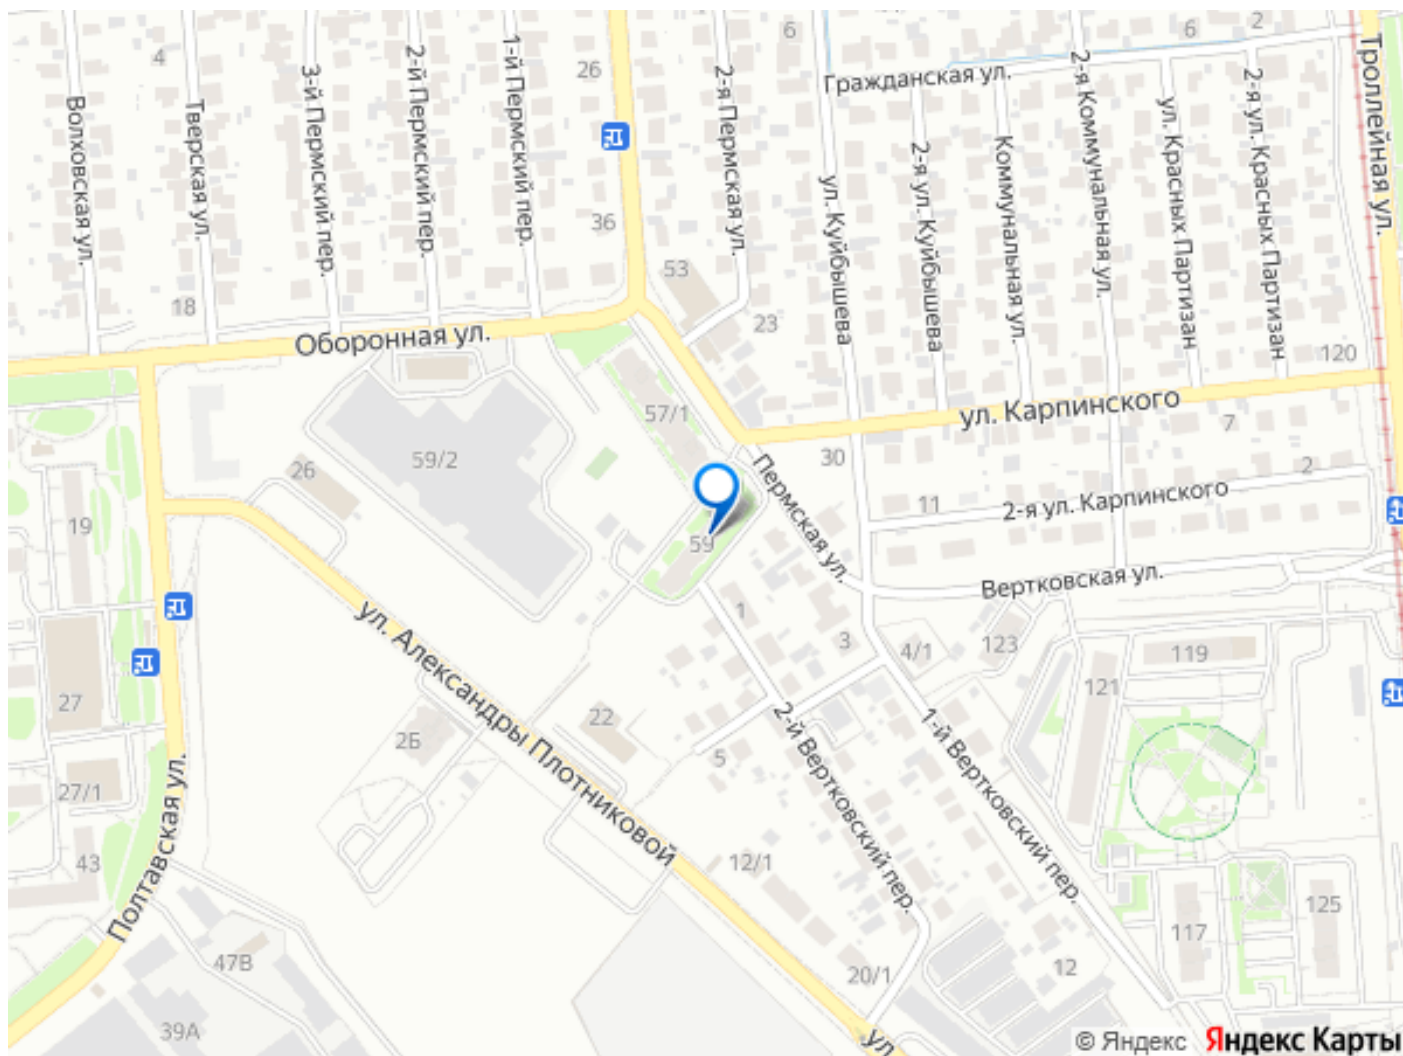 6
2
4
6
26
Волховская ул.
Тверская ул.
3-й Пермский пер.
2-й Пермский пер.
1-й Пермский пер.
2-я Пермская ул.
Гражданская ул.
ул. Куйбышева
2-я ул. Куйбышева
Коммунальная ул.
2-я Коммунальная ул.
ул. Красных Партизан
2-я ул. Красных Партизан
Троллейная ул.
36
53
18
23
Оборонная ул.
120
57/1
ул. Карпинского
7
30
59/2
26
2
11
2-я ул. Карпинского
19
Пермская ул.
59
Вертковская ул.
1
3
4/1
123
119
121
ул. Александры Плотниковой
27
2Б
22
5
2-й Вертковский пер.
1-й Вертковский пер.
27/1
Полтавская ул.
43
12/1
125
117
47В
20/1
12
39А
ул.
© Яндекс Яндекс Карты